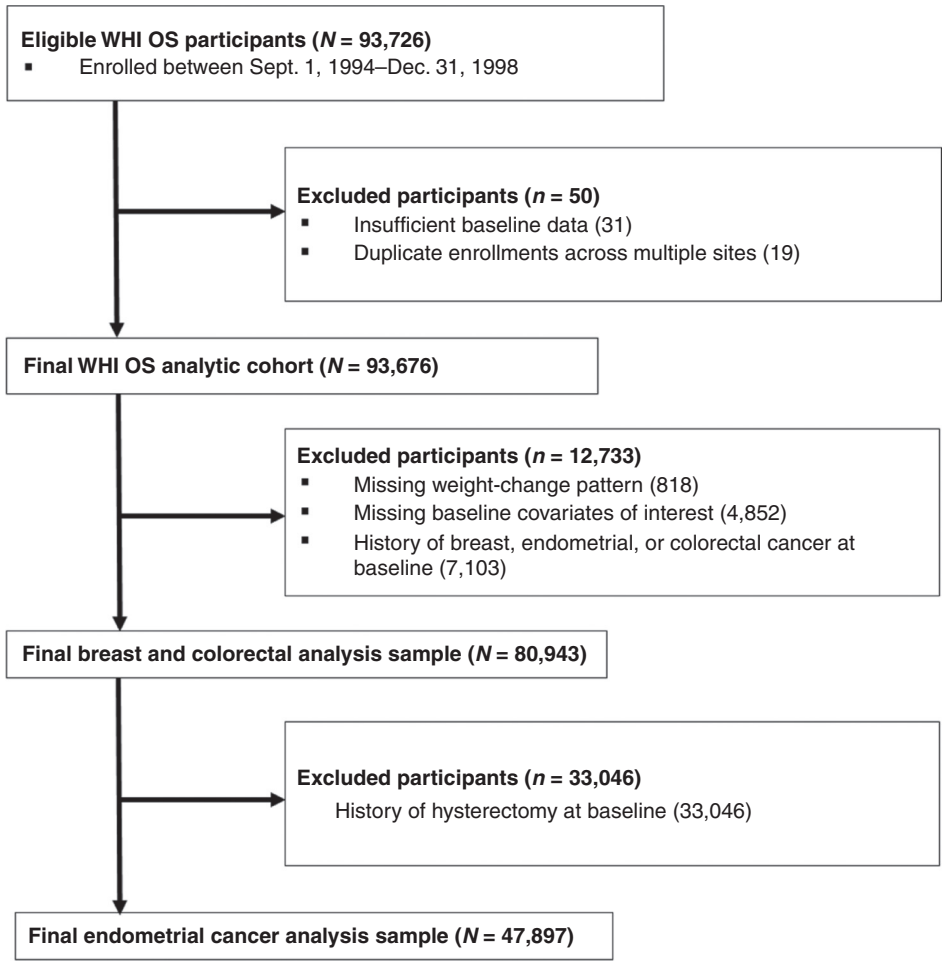 Eligible WHI OS participants (N = 93,726)
▪ Enrolled between Sept. 1, 1994–Dec. 31, 1998
Excluded participants (n = 50)
▪ Insufficient baseline data (31)
▪ Duplicate enrollments across multiple sites (19)
Final WHI OS analytic cohort (N = 93,676)
Excluded participants (n = 12,733)
▪ Missing weight-change pattern (818)
▪ Missing baseline covariates of interest (4,852)
▪ History of breast, endometrial, or colorectal cancer at
baseline (7,103)
Final breast and colorectal analysis sample (N = 80,943)
Excluded participants (n = 33,046)
History of hysterectomy at baseline (33,046)
Final endometrial cancer analysis sample (N = 47,897)